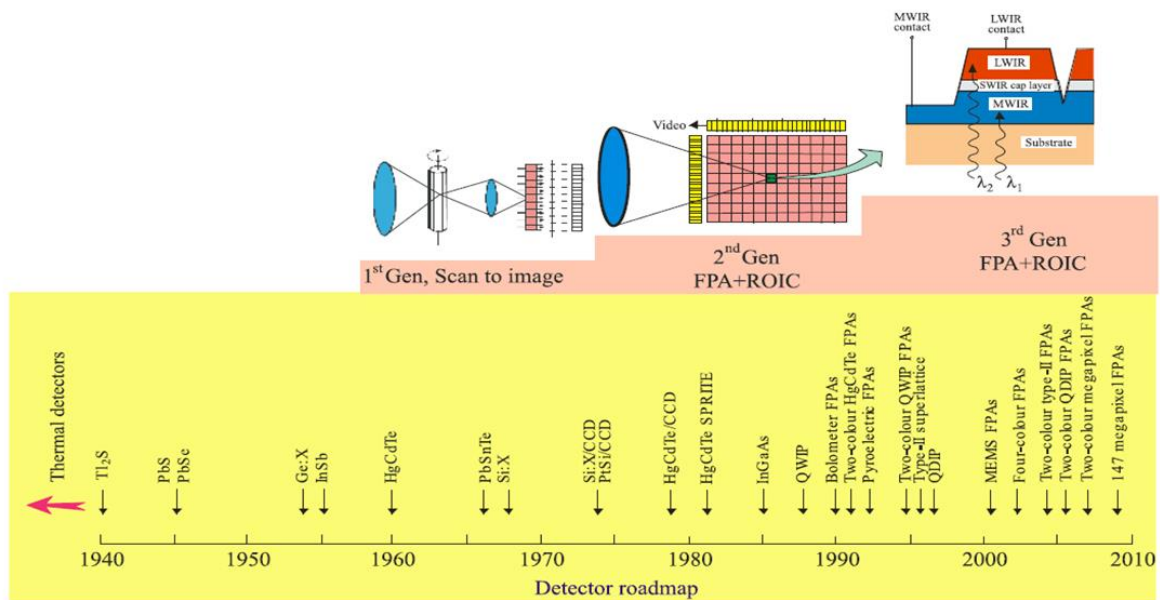 MWIR
contact
LWIR
contact
LWIR
SWIR cap layer
MWIR
Substrate
λ₂
λ₁
Video
1st Gen, Scan to image
2nd Gen
FPA+ROIC
3rd Gen
FPA+ROIC
Thermal detectors
Tl₂S
PbS
PbSe
Ge:X
InSb
HgCdTe
PbSnTe
Si:X
Si:X/CCD
PtSi/CCD
HgCdTe/CCD
HgCdTe SPRITE
InGaAs
QWIP
Bolometer FPAs
Two-colour HgCdTe FPAs
Pyroelectric FPAs
Two-colour QWIP FPAs
Type-II superlattice
QDIP
MEMS FPAs
Four-colour FPAs
Two-colour type-II FPAs
Two-colour QDIP FPAs
Two-colour megapixel FPAs
147 megapixel FPAs
1940 1950 1960 1970 1980 1990 2000 2010
Detector roadmap